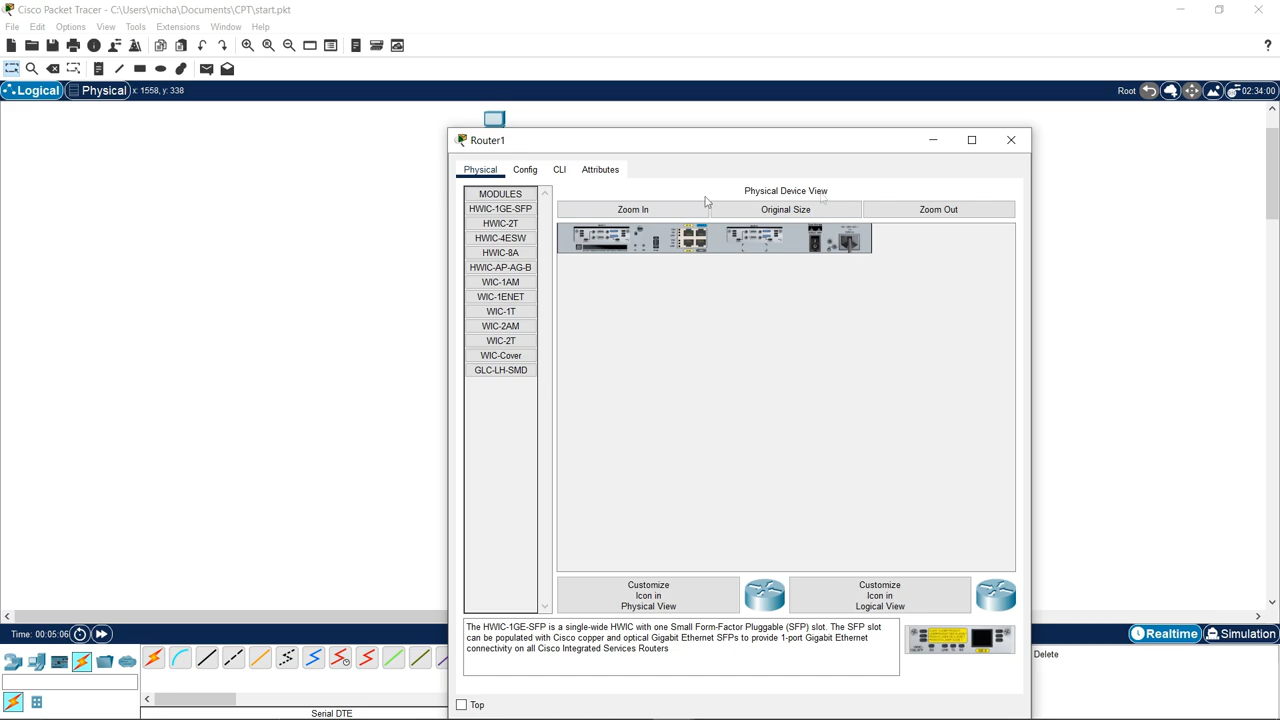 Cisco Packet Tracer - C:\Users\micha\Documents\CPT\start.pkt
File Edit Options View Tools Extensions Window Help
Logical Physical x: 1558, y: 338 Root 02:34:00
Router1
Physical Config CLI Attributes
MODULES
HWIC-1GE-SFP
HWIC-2T
HWIC-4ESW
HWIC-8A
HWIC-AP-AG-B
WIC-1AM
WIC-1ENET
WIC-1T
WIC-2AM
WIC-2T
WIC-Cover
GLC-LH-SMD
Physical Device View
Zoom In Original Size Zoom Out
Customize
Icon in
Physical View
Customize
Icon in
Logical View
The HWIC-1GE-SFP is a single-wide HWIC with one Small Form-Factor Pluggable (SFP) slot. The SFP slot
can be populated with Cisco copper and optical Gigabit Ethernet SFPs to provide 1-port Gigabit Ethernet
connectivity on all Cisco Integrated Services Routers
Top
Time: 00:05:06 Realtime Simulation
Delete
Serial DTE